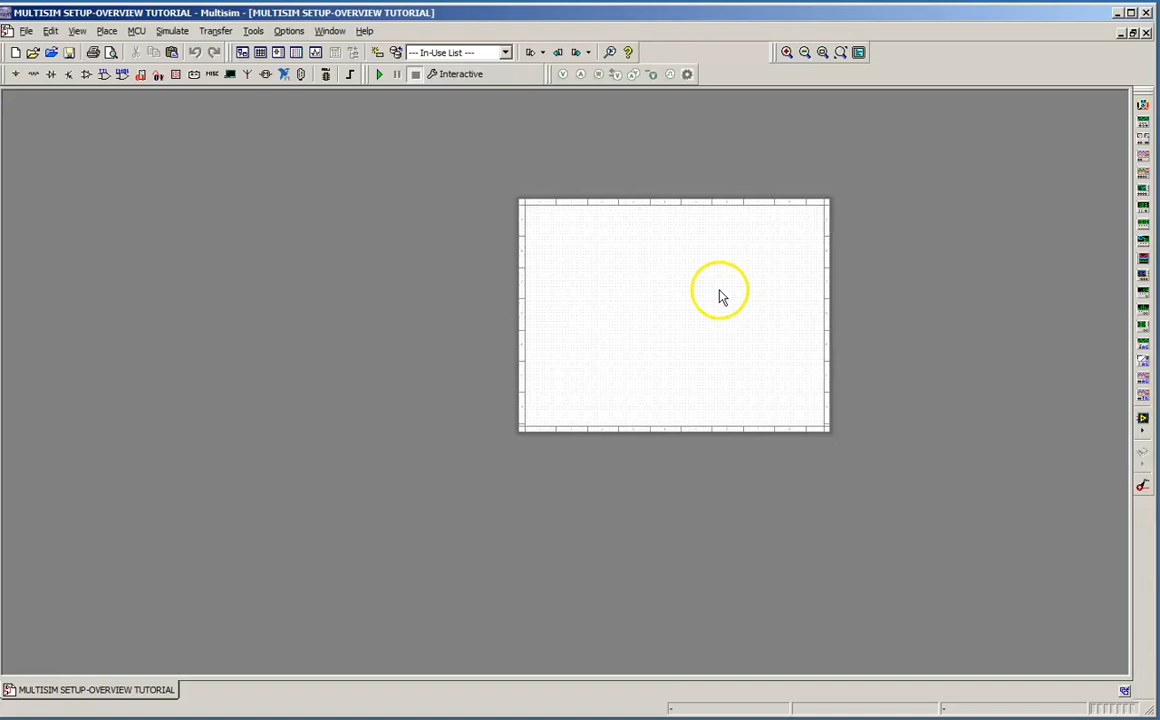 MULTISIM SETUP-OVERVIEW TUTORIAL - Multisim - [MULTISIM SETUP-OVERVIEW TUTORIAL]
File Edit View Place MCU Simulate Transfer Tools Options Window Help
--- In-Use List ---
MISC Interactive
MULTISIM SETUP-OVERVIEW TUTORIAL